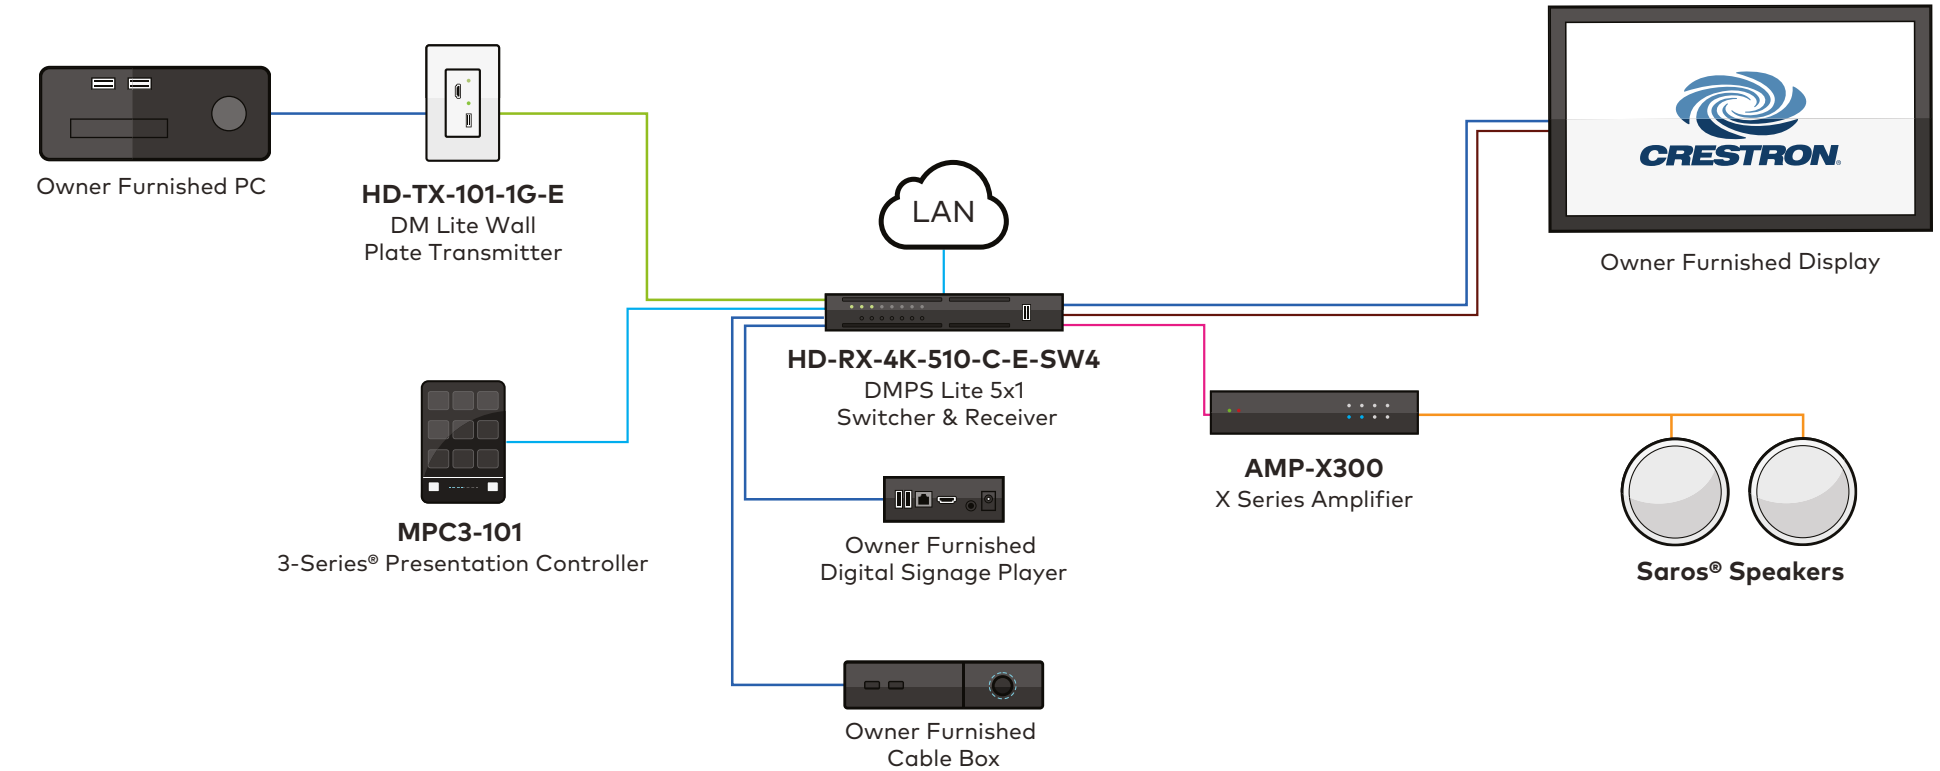 Owner Furnished PC
HD-TX-101-1G-E
DM Lite Wall
Plate Transmitter
LAN
CRESTRON®
Owner Furnished Display
HD-RX-4K-510-C-E-SW4
DMPS Lite 5x1
Switcher & Receiver
MPC3-101
3-Series® Presentation Controller
AMP-X300
X Series Amplifier
Saros® Speakers
Owner Furnished
Digital Signage Player
Owner Furnished
Cable Box